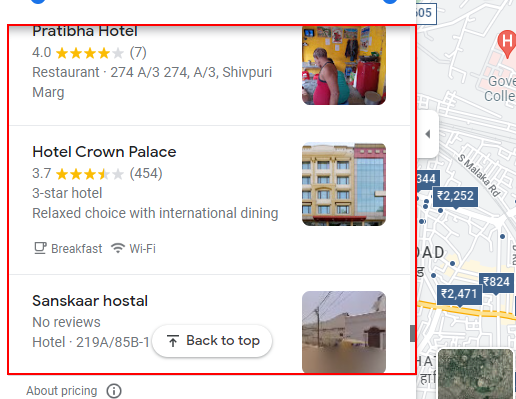 Pratibha Hotel
4.0 (7)
Restaurant · 274 A/3 274, A/3, Shivpuri
Marg
Hotel Crown Palace
3.7 (454)
3-star hotel
Relaxed choice with international dining
Breakfast Wi-Fi
Sanskaar hostal
No reviews
Hotel · 219A/85B-1
Back to top
About pricing
605
H
Gove
Colle
S Malaka Rd
344
₹2,252
₹824
₹2,471